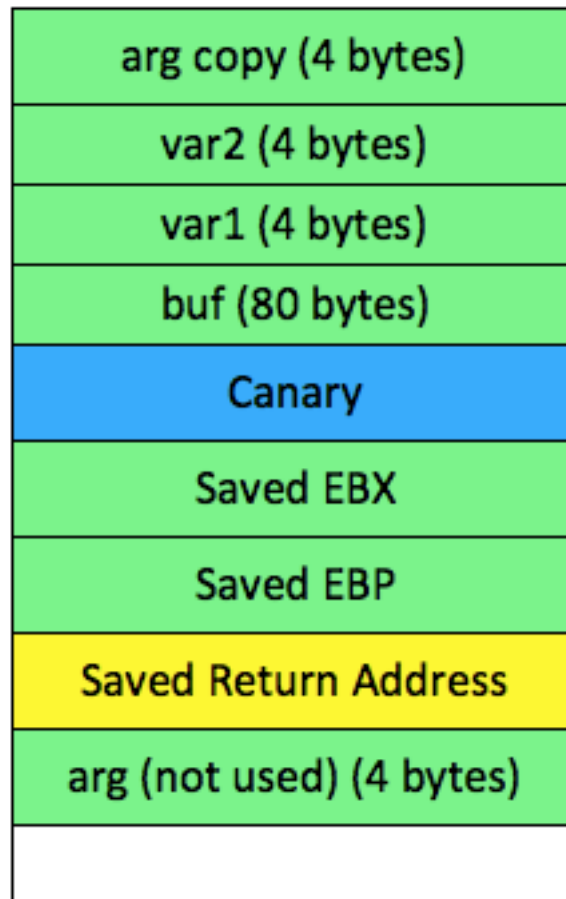 arg copy (4 bytes)
var2 (4 bytes)
var1 (4 bytes)
buf (80 bytes)
Canary
Saved EBX
Saved EBP
Saved Return Address
arg (not used) (4 bytes)